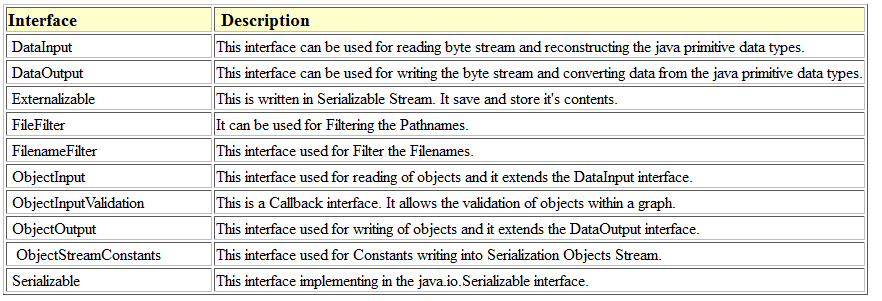 Interface Description
DataInput This interface can be used for reading byte stream and reconstructing the java primitive data types.
DataOutput This interface can be used for writing the byte stream and converting data from the java primitive data types.
Externalizable This is written in Serializable Stream. It save and store it's contents.
FileFilter It can be used for Filtering the Pathnames.
FilenameFilter This interface used for Filter the Filenames.
ObjectInput This interface used for reading of objects and it extends the DataInput interface.
ObjectInputValidation This is a Callback interface. It allows the validation of objects within a graph.
ObjectOutput This interface used for writing of objects and it extends the DataOutput interface.
ObjectStreamConstants This interface used for Constants writing into Serialization Objects Stream.
Serializable This interface implementing in the java.io.Serializable interface.